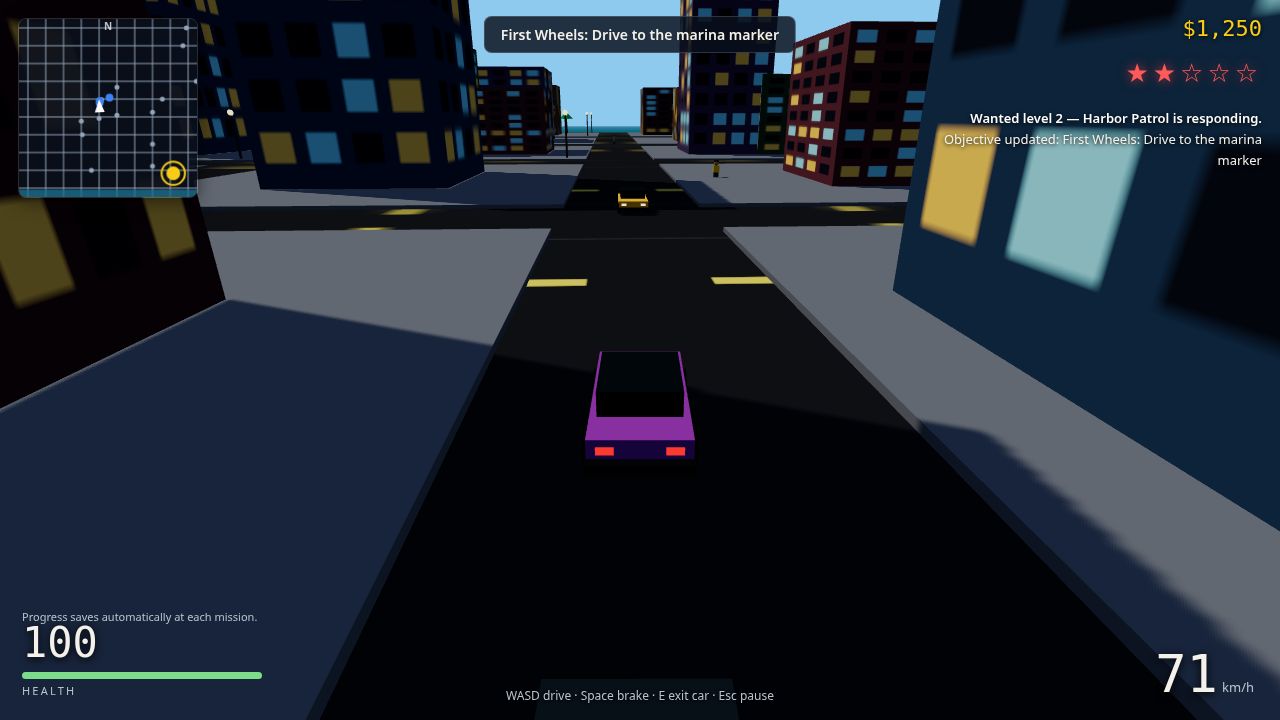 N
First Wheels: Drive to the marina marker
$1,250
★★☆☆☆
Wanted level 2 — Harbor Patrol is responding.
Objective updated: First Wheels: Drive to the marina
marker
Progress saves automatically at each mission.
100
HEALTH
WASD drive · Space brake · E exit car · Esc pause
71 km/h